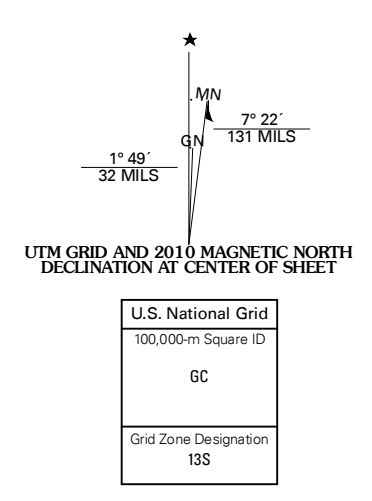 ★
MN
7° 22´
131 MILS
GN
1° 49´
32 MILS
UTM GRID AND 2010 MAGNETIC NORTH
DECLINATION AT CENTER OF SHEET
U.S. National Grid
100,000-m Square ID
GC
Grid Zone Designation
13S